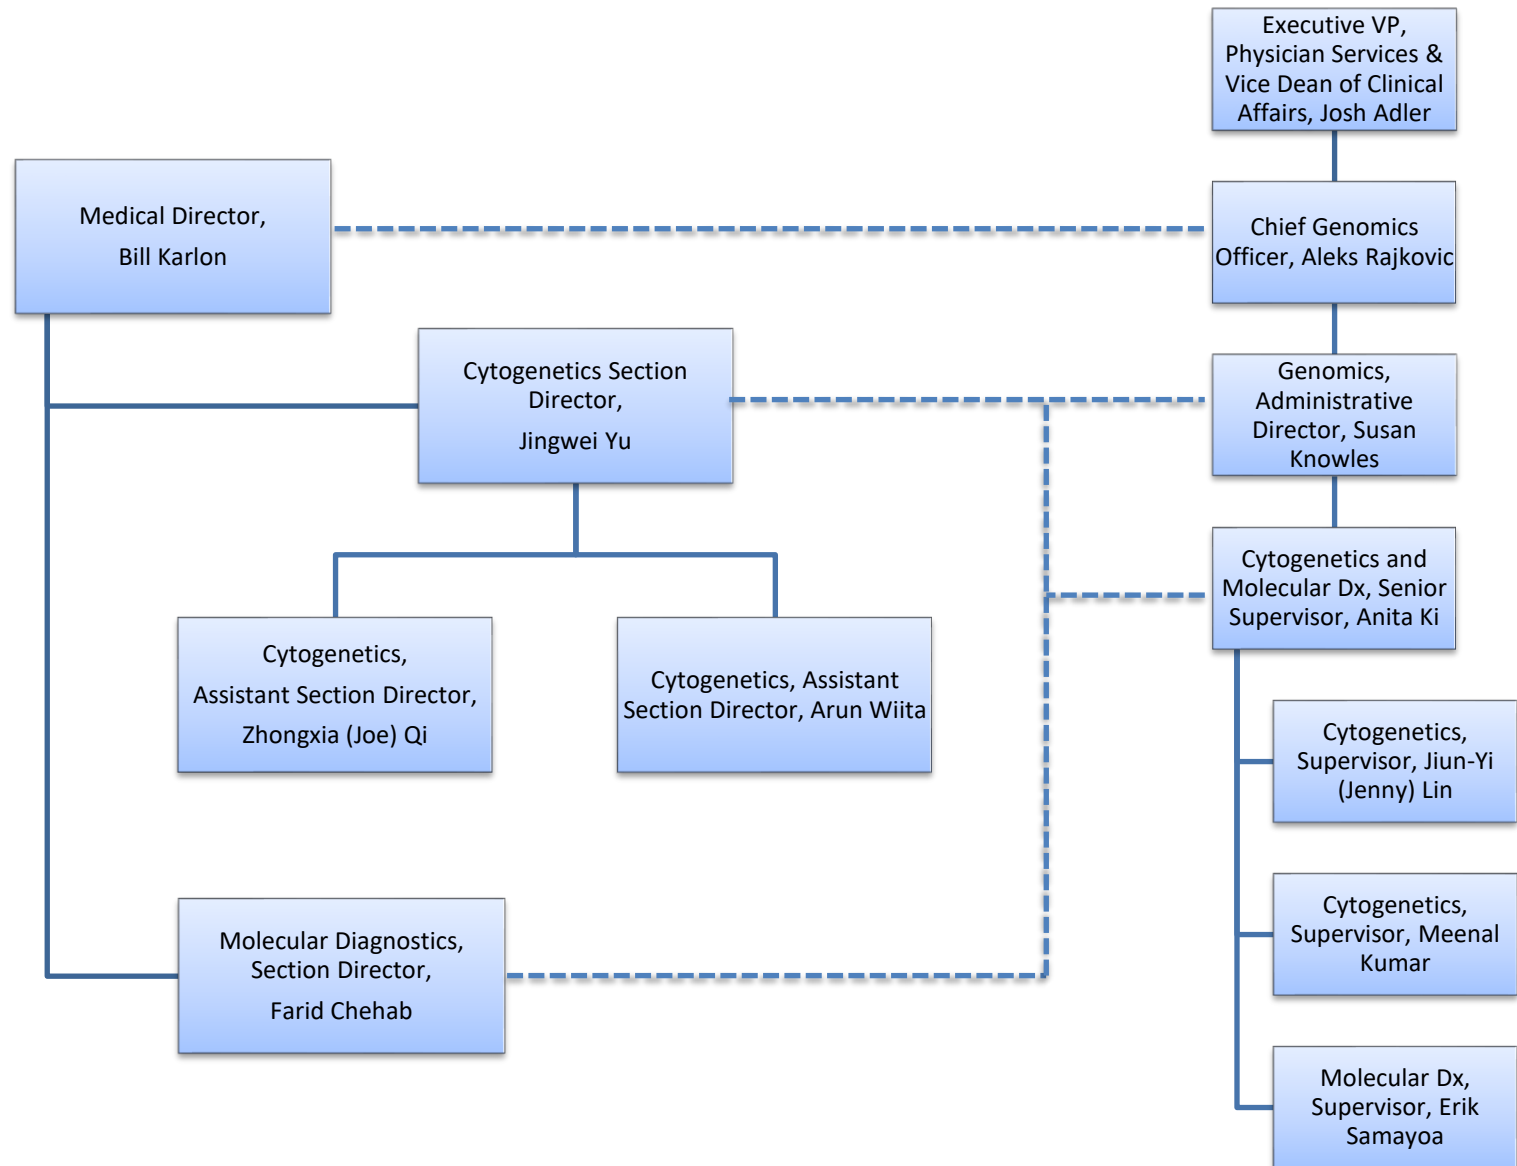 Executive VP,
Physician Services &
Vice Dean of Clinical
Affairs, Josh Adler
Medical Director,
Bill Karlon
Chief Genomics
Officer, Aleks Rajkovic
Cytogenetics Section
Director,
Jingwei Yu
Genomics,
Administrative
Director, Susan
Knowles
Cytogenetics and
Molecular Dx, Senior
Supervisor, Anita Ki
Cytogenetics,
Assistant Section Director,
Zhongxia (Joe) Qi
Cytogenetics, Assistant
Section Director, Arun Wiita
Cytogenetics,
Supervisor, Jiun-Yi
(Jenny) Lin
Cytogenetics,
Supervisor, Meenal
Kumar
Molecular Diagnostics,
Section Director,
Farid Chehab
Molecular Dx,
Supervisor, Erik
Samayoa